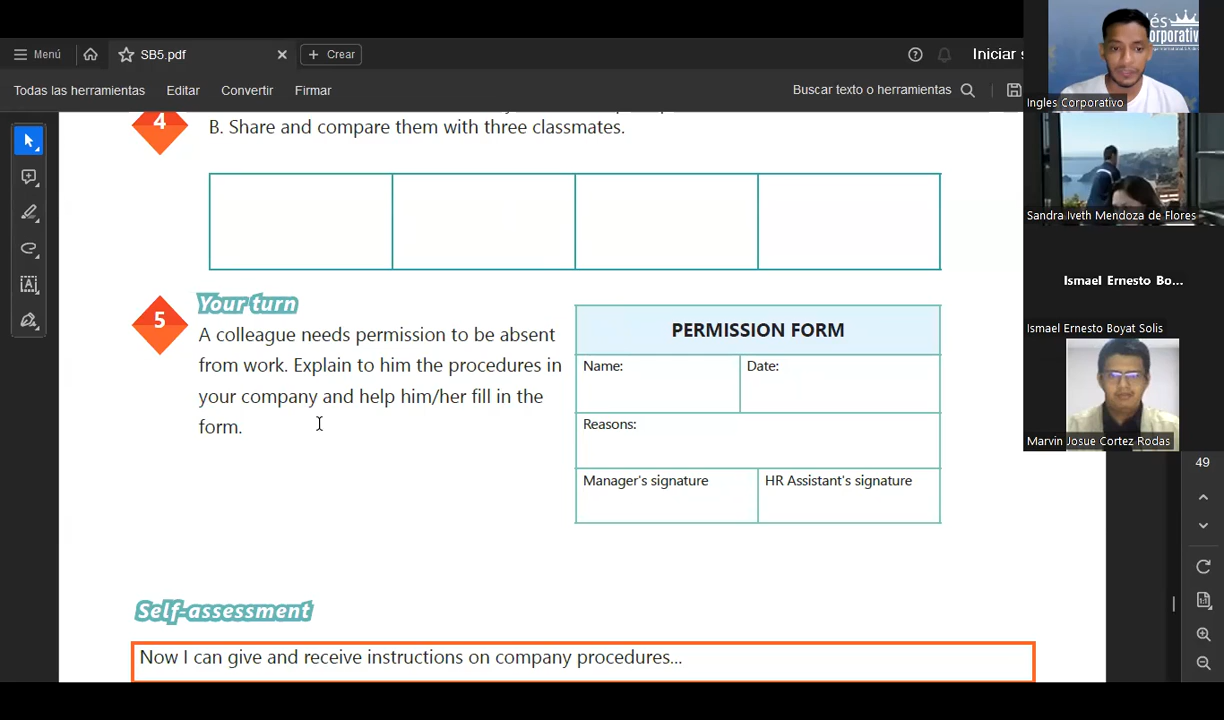 Menú
SB5.pdf
Crear
Iniciar s
Todas las herramientas
Editar
Convertir
Firmar
Buscar texto o herramientas
4
B. Share and compare them with three classmates.
5
Your turn
A colleague needs permission to be absent
from work. Explain to him the procedures in
your company and help him/her fill in the
form.
PERMISSION FORM
Name:
Date:
Reasons:
Manager's signature
HR Assistant's signature
Self-assessment
Now I can give and receive instructions on company procedures...
Ingles Corporativo
Sandra Iveth Mendoza de Flores
Ismael Ernesto Bo...
Ismael Ernesto Boyat Solis
Marvin Josue Cortez Rodas
49